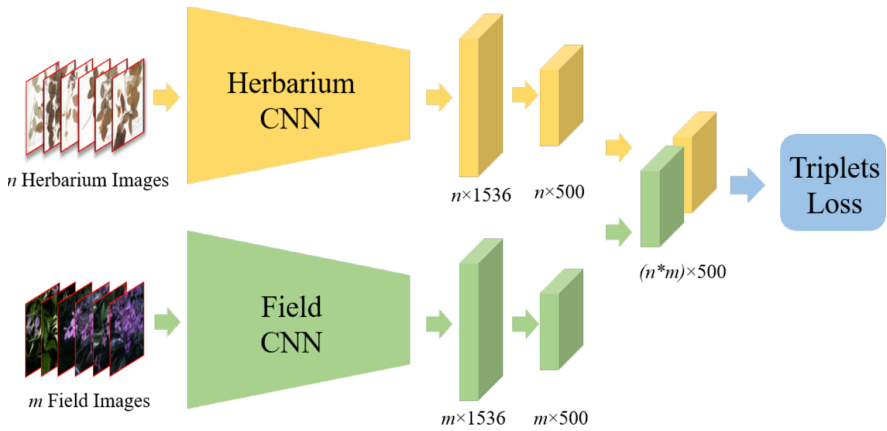 Herbarium
CNN
n Herbarium Images
n×1536
n×500
Triplets
Loss
(n*m)×500
Field
CNN
m Field Images
m×1536
m×500